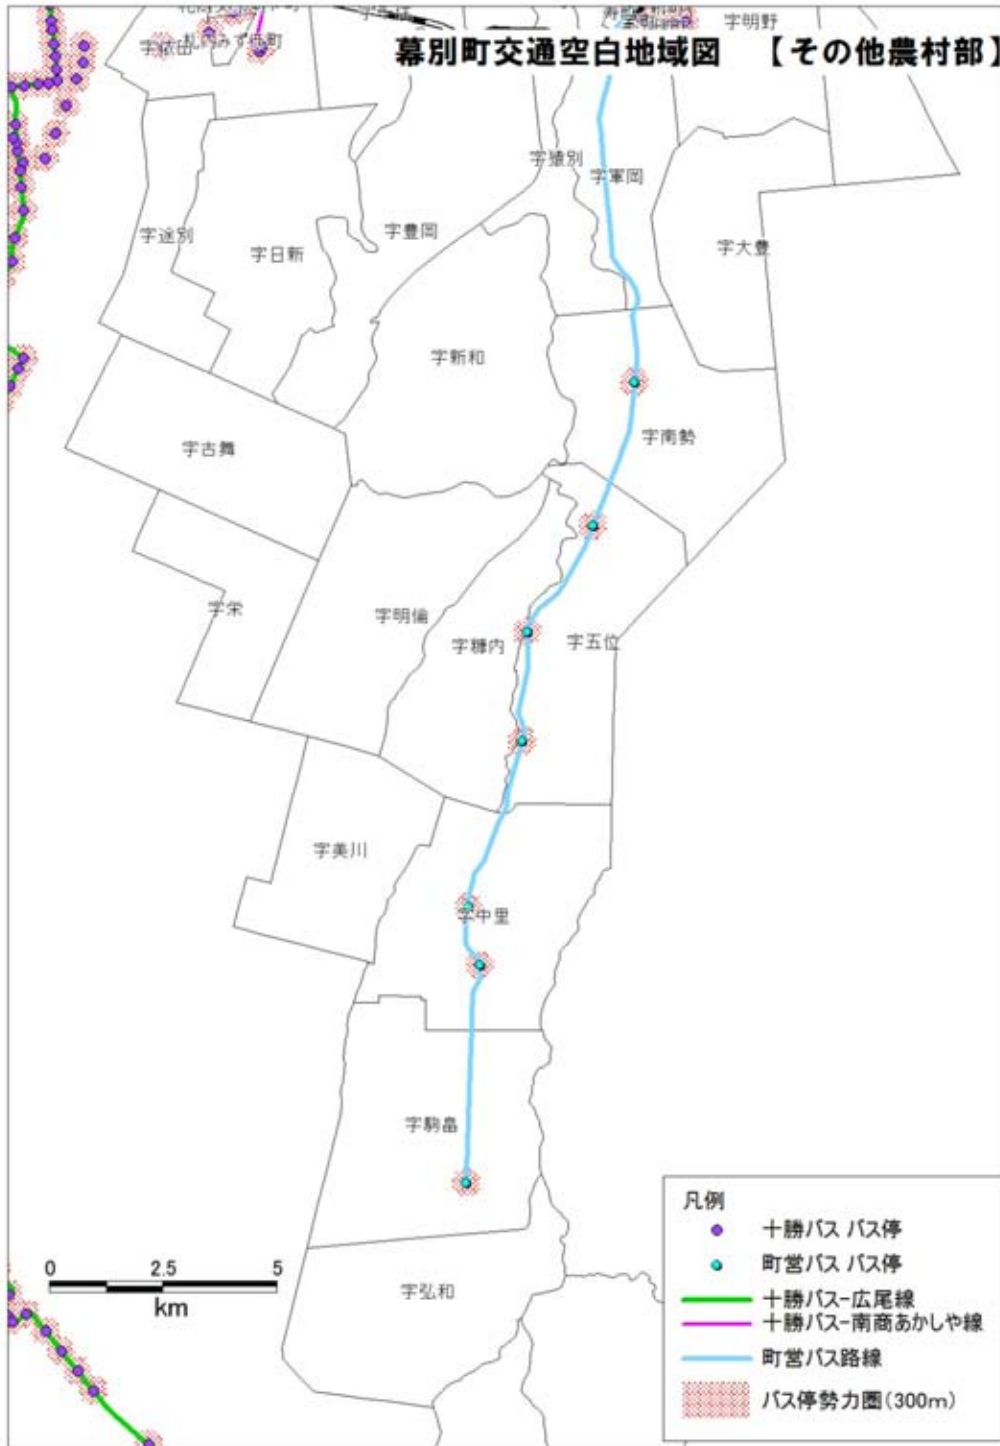 字明野
幕別町交通空白地域図 【その他農村部】
字依田
字猿別
字軍岡
字途別
字豊岡
字日新
字大豊
字新和
字南勢
字古舞
字栄
字明倫
字糠内
字五位
字美川
字中里
字駒畠
字弘和
0 2.5 5
km
凡例
十勝バス バス停
町営バス バス停
十勝バス-広尾線
十勝バス-南商あかしや線
町営バス路線
バス停勢力圏(300m)